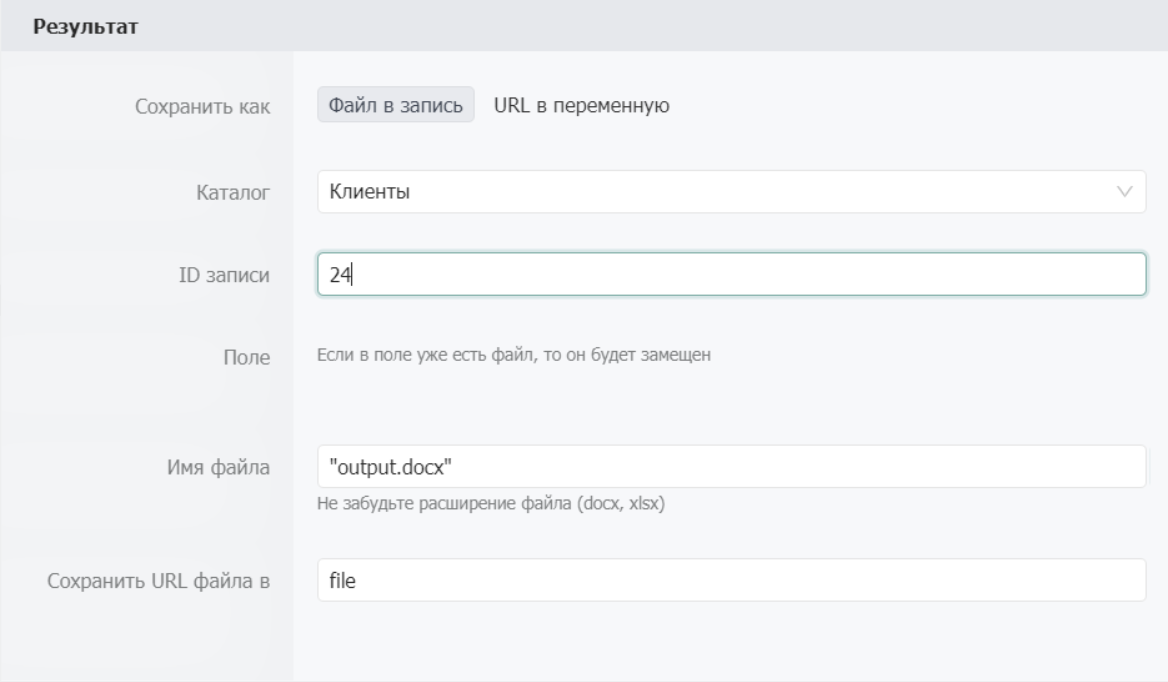 Результат
Сохранить как Файл в запись URL в переменную
Каталог Клиенты
ID записи 24
Поле Если в поле уже есть файл, то он будет замещен
Имя файла "output.docx"
Не забудьте расширение файла (docx, xlsx)
Сохранить URL файла в file